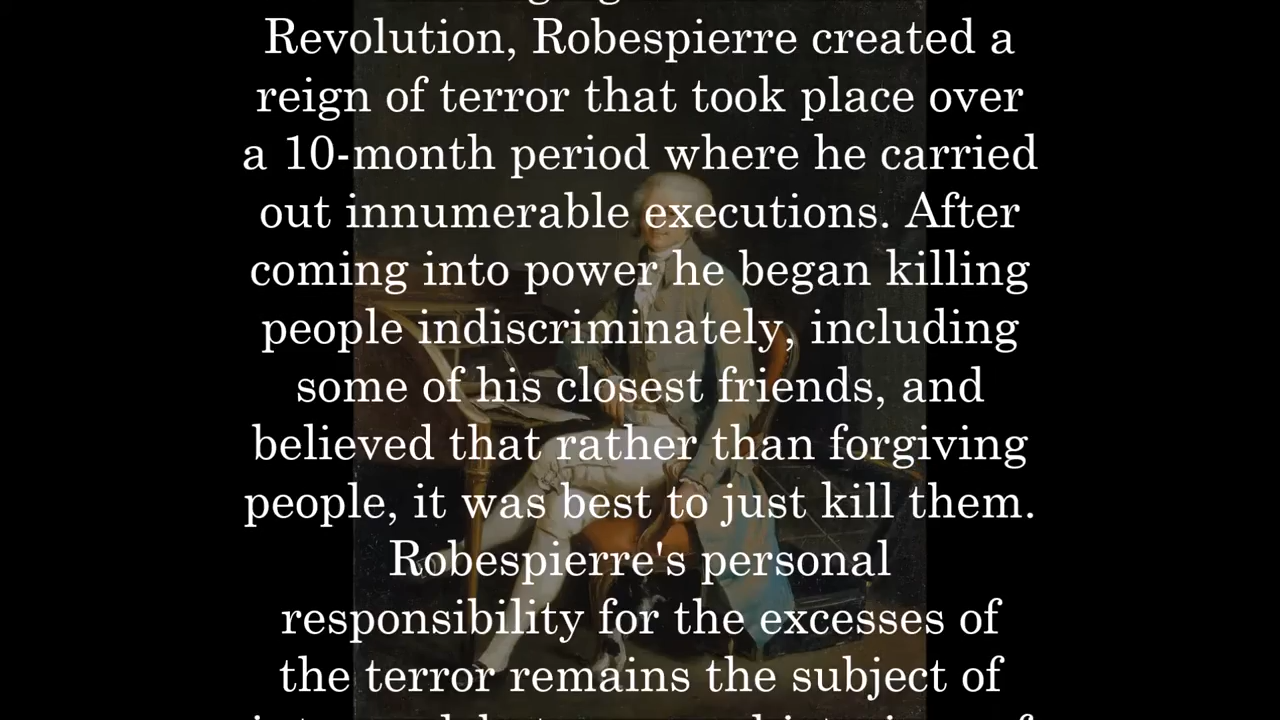 Revolution, Robespierre created a
reign of terror that took place over
a 10-month period where he carried
out innumerable executions. After
coming into power he began killing
people indiscriminately, including
some of his closest friends, and
believed that rather than forgiving
people, it was best to just kill them.
Robespierre's personal
responsibility for the excesses of
the terror remains the subject of